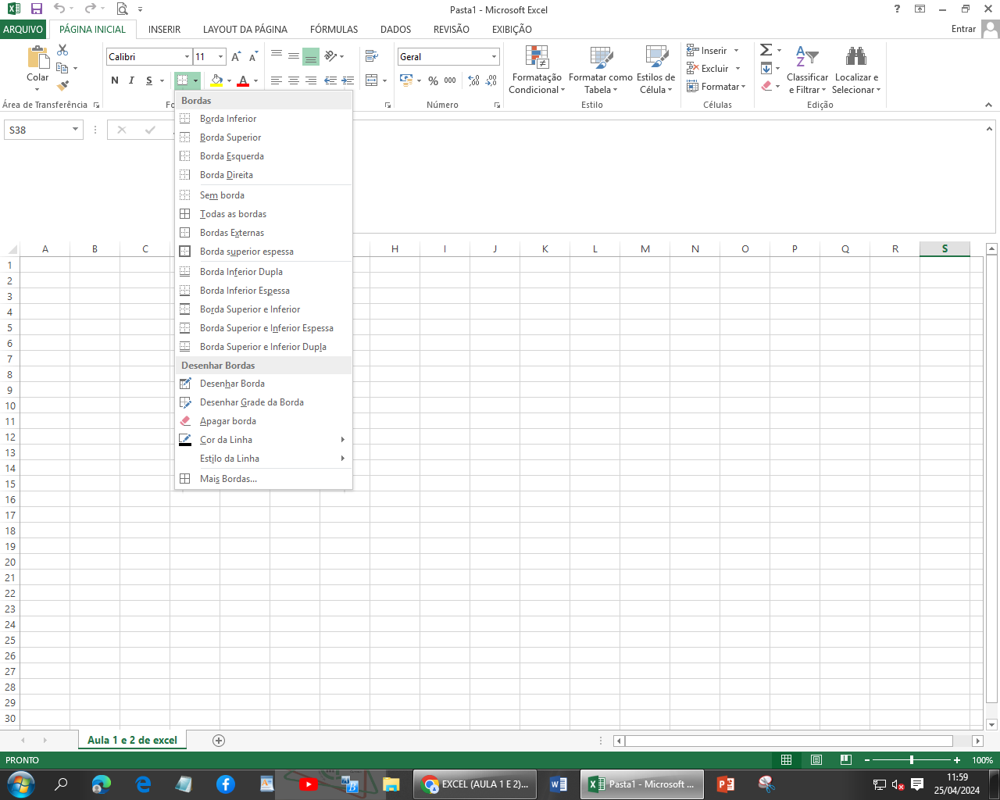 Pasta1 - Microsoft Excel
ARQUIVO PÁGINA INICIAL INSERIR LAYOUT DA PÁGINA FÓRMULAS DADOS REVISÃO EXIBIÇÃO Entrar
Colar
Área de Transferência
Calibri 11
N I S
Geral
% 000
Número
Formatação Condicional
Formatar como Tabela
Estilos de Célula
Estilo
Inserir
Excluir
Formatar
Células
Classificar e Filtrar
Localizar e Selecionar
Edição
S38
Bordas
Borda Inferior
Borda Superior
Borda Esquerda
Borda Direita
Sem borda
Todas as bordas
Bordas Externas
Borda superior espessa
Borda Inferior Dupla
Borda Inferior Espessa
Borda Superior e Inferior
Borda Superior e Inferior Espessa
Borda Superior e Inferior Dupla
Desenhar Bordas
Desenhar Borda
Desenhar Grade da Borda
Apagar borda
Cor da Linha
Estilo da Linha
Mais Bordas...
A B C H I J K L M N O P Q R S
1
2
3
4
5
6
7
8
9
10
11
12
13
14
15
16
17
18
19
20
21
22
23
24
25
26
27
28
29
30
Aula 1 e 2 de excel
PRONTO 100%
EXCEL (AULA 1 E 2)...
Pasta1 - Microsoft ...
11:59
25/04/2024